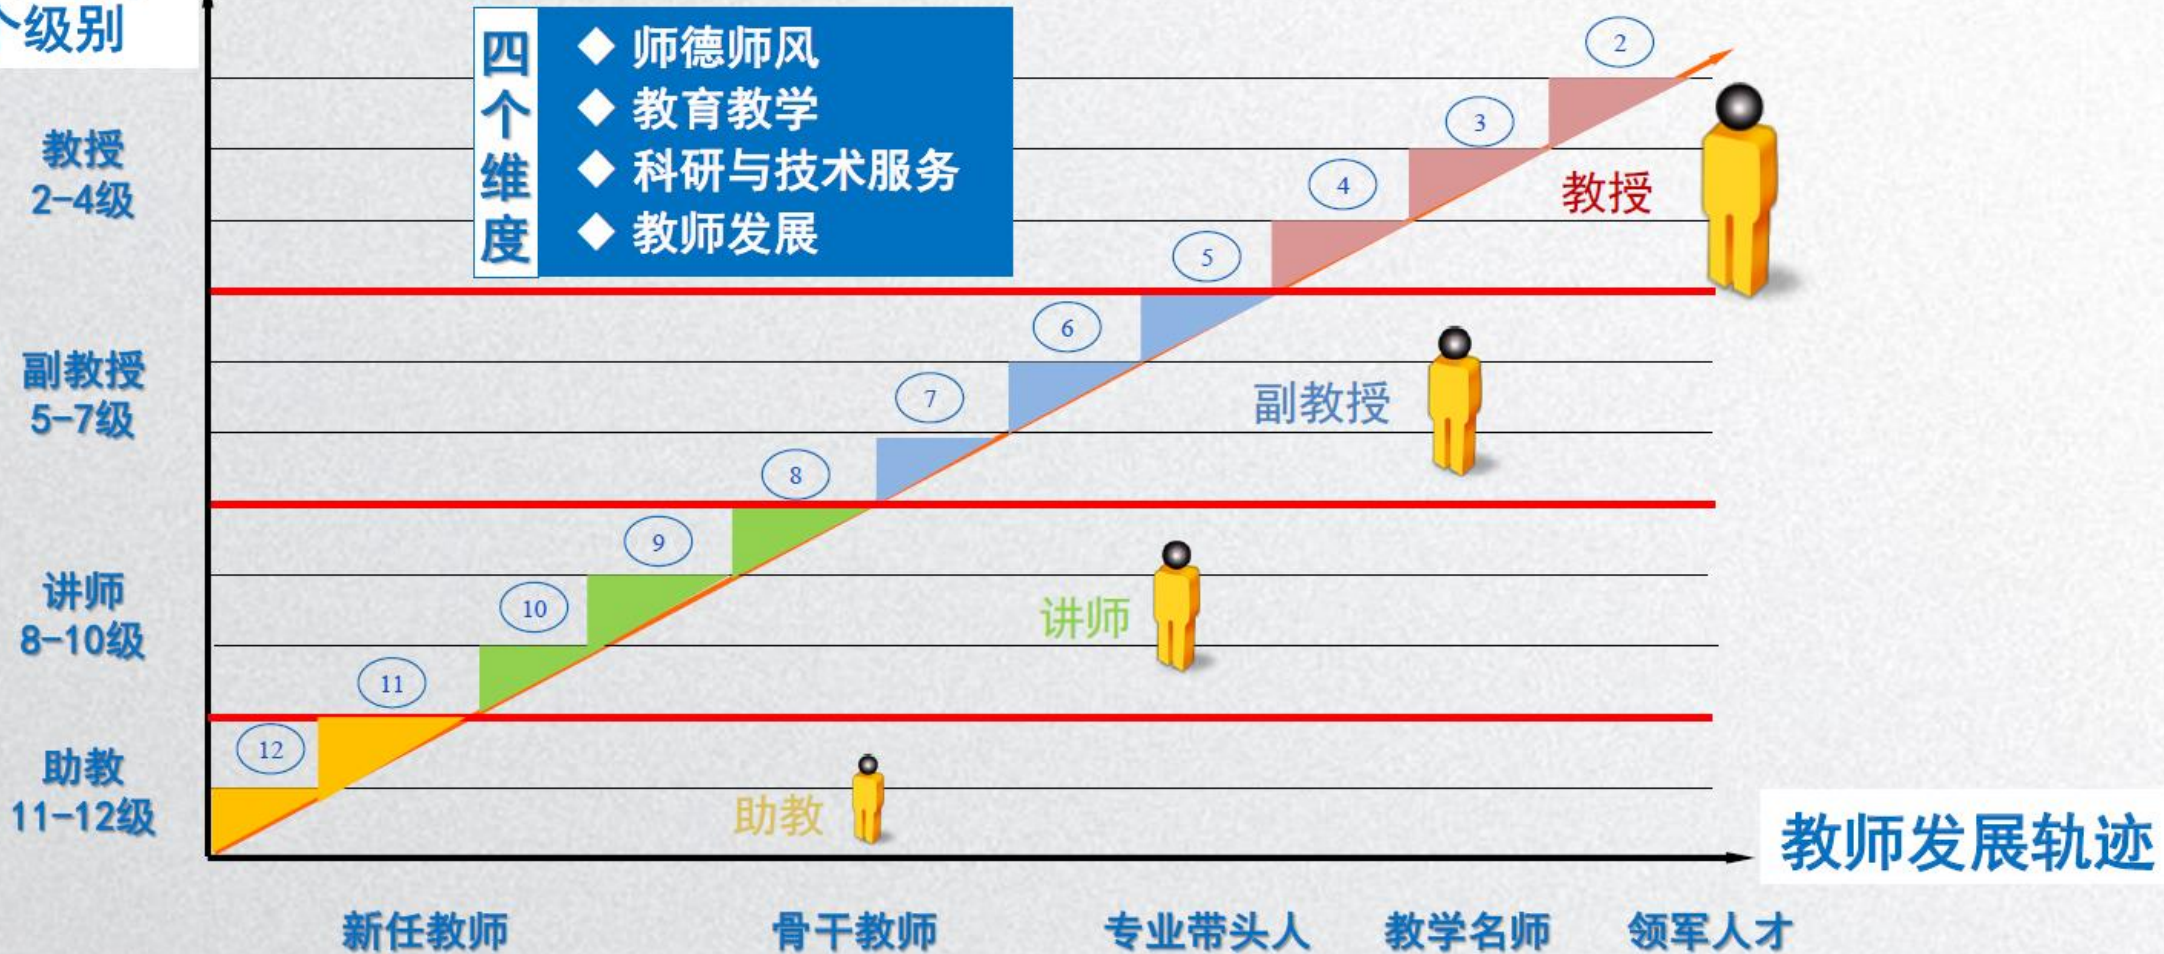 个级别
四个维度
◆ 师德师风
◆ 教育教学
◆ 科研与技术服务
◆ 教师发展
教授
2-4级
副教授
5-7级
讲师
8-10级
助教
11-12级
2
3
4
教授
5
6
7
副教授
8
9
10
讲师
11
12
助教
教师发展轨迹
新任教师
骨干教师
专业带头人
教学名师
领军人才